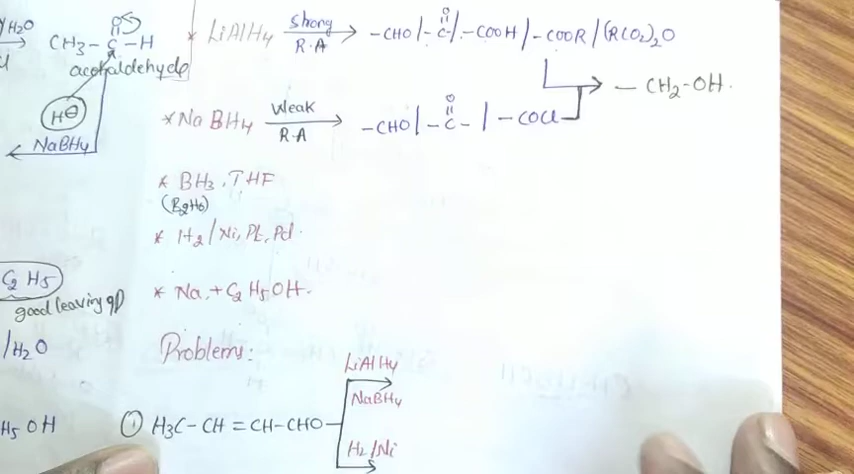 /H2O
O
||
CH3-C-H
acetaldehyde
H⊖
NaBH4
C2H5
good leaving gp
/H2O
H5OH
* LiAlH4 strong R.A → -CHO/-C(=O)-/-COOH/-COOR/(RCO2)2O
→ -CH2-OH.
* NaBH4 weak R.A → -CHO/-C(=O)-/-COCl
* BH3.THF
(B2H6)
* H2/Ni, Pt, Pd.
* Na+C2H5OH.
Problems:
LiAlH4
NaBH4
① H3C-CH=CH-CHO
H2/Ni